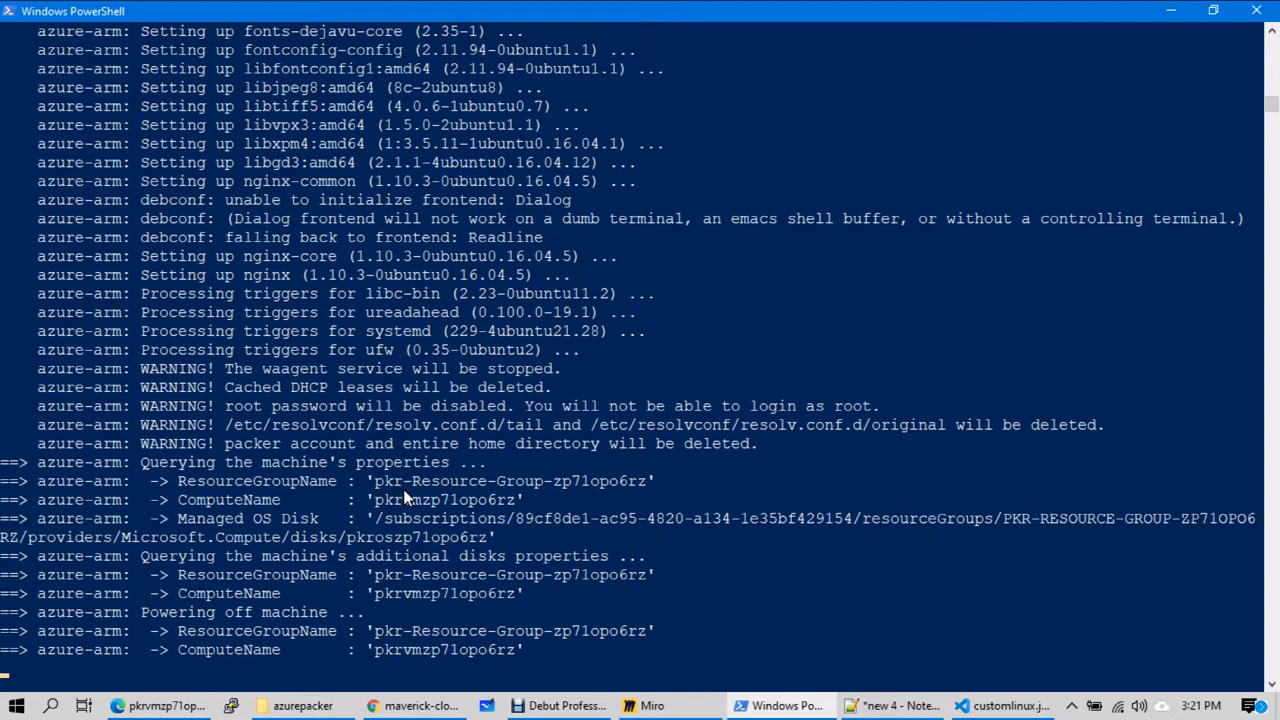 Windows PowerShell
azure-arm: Setting up fonts-dejavu-core (2.35-1) ...
azure-arm: Setting up fontconfig-config (2.11.94-0ubuntu1.1) ...
azure-arm: Setting up libfontconfig1:amd64 (2.11.94-0ubuntu1.1) ...
azure-arm: Setting up libjpeg8:amd64 (8c-2ubuntu8) ...
azure-arm: Setting up libtiff5:amd64 (4.0.6-1ubuntu0.7) ...
azure-arm: Setting up libvpx3:amd64 (1.5.0-2ubuntu1.1) ...
azure-arm: Setting up libxpm4:amd64 (1:3.5.11-1ubuntu0.16.04.1) ...
azure-arm: Setting up libgd3:amd64 (2.1.1-4ubuntu0.16.04.12) ...
azure-arm: Setting up nginx-common (1.10.3-0ubuntu0.16.04.5) ...
azure-arm: debconf: unable to initialize frontend: Dialog
azure-arm: debconf: (Dialog frontend will not work on a dumb terminal, an emacs shell buffer, or without a controlling terminal.)
azure-arm: debconf: falling back to frontend: Readline
azure-arm: Setting up nginx-core (1.10.3-0ubuntu0.16.04.5) ...
azure-arm: Setting up nginx (1.10.3-0ubuntu0.16.04.5) ...
azure-arm: Processing triggers for libc-bin (2.23-0ubuntu11.2) ...
azure-arm: Processing triggers for ureadahead (0.100.0-19.1) ...
azure-arm: Processing triggers for systemd (229-4ubuntu21.28) ...
azure-arm: Processing triggers for ufw (0.35-0ubuntu2) ...
azure-arm: WARNING! The waagent service will be stopped.
azure-arm: WARNING! Cached DHCP leases will be deleted.
azure-arm: WARNING! root password will be disabled. You will not be able to login as root.
azure-arm: WARNING! /etc/resolvconf/resolv.conf.d/tail and /etc/resolvconf/resolv.conf.d/original will be deleted.
azure-arm: WARNING! packer account and entire home directory will be deleted.
==> azure-arm: Querying the machine's properties ...
==> azure-arm:  -> ResourceGroupName : 'pkr-Resource-Group-zp71opo6rz'
==> azure-arm:  -> ComputeName       : 'pkrvmzp71opo6rz'
==> azure-arm:  -> Managed OS Disk   : '/subscriptions/89cf8de1-ac95-4820-a134-1e35bf429154/resourceGroups/PKR-RESOURCE-GROUP-ZP71OPO6
RZ/providers/Microsoft.Compute/disks/pkroszp71opo6rz'
==> azure-arm: Querying the machine's additional disks properties ...
==> azure-arm:  -> ResourceGroupName : 'pkr-Resource-Group-zp71opo6rz'
==> azure-arm:  -> ComputeName       : 'pkrvmzp71opo6rz'
==> azure-arm: Powering off machine ...
==> azure-arm:  -> ResourceGroupName : 'pkr-Resource-Group-zp71opo6rz'
==> azure-arm:  -> ComputeName       : 'pkrvmzp71opo6rz'
pkrvmzp71op... azurepacker maverick-clo... Debut Profess... Miro Windows Po... *new 4 - Note... customlinux.j... 3:21 PM